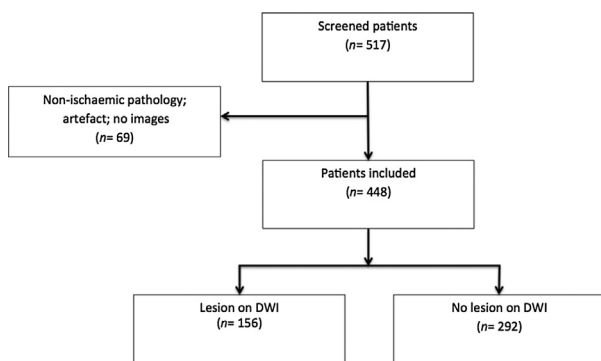 Screened patients
(n= 517)
Non-ischaemic pathology;
artefact; no images
(n= 69)
Patients included
(n= 448)
Lesion on DWI
(n= 156)
No lesion on DWI
(n= 292)